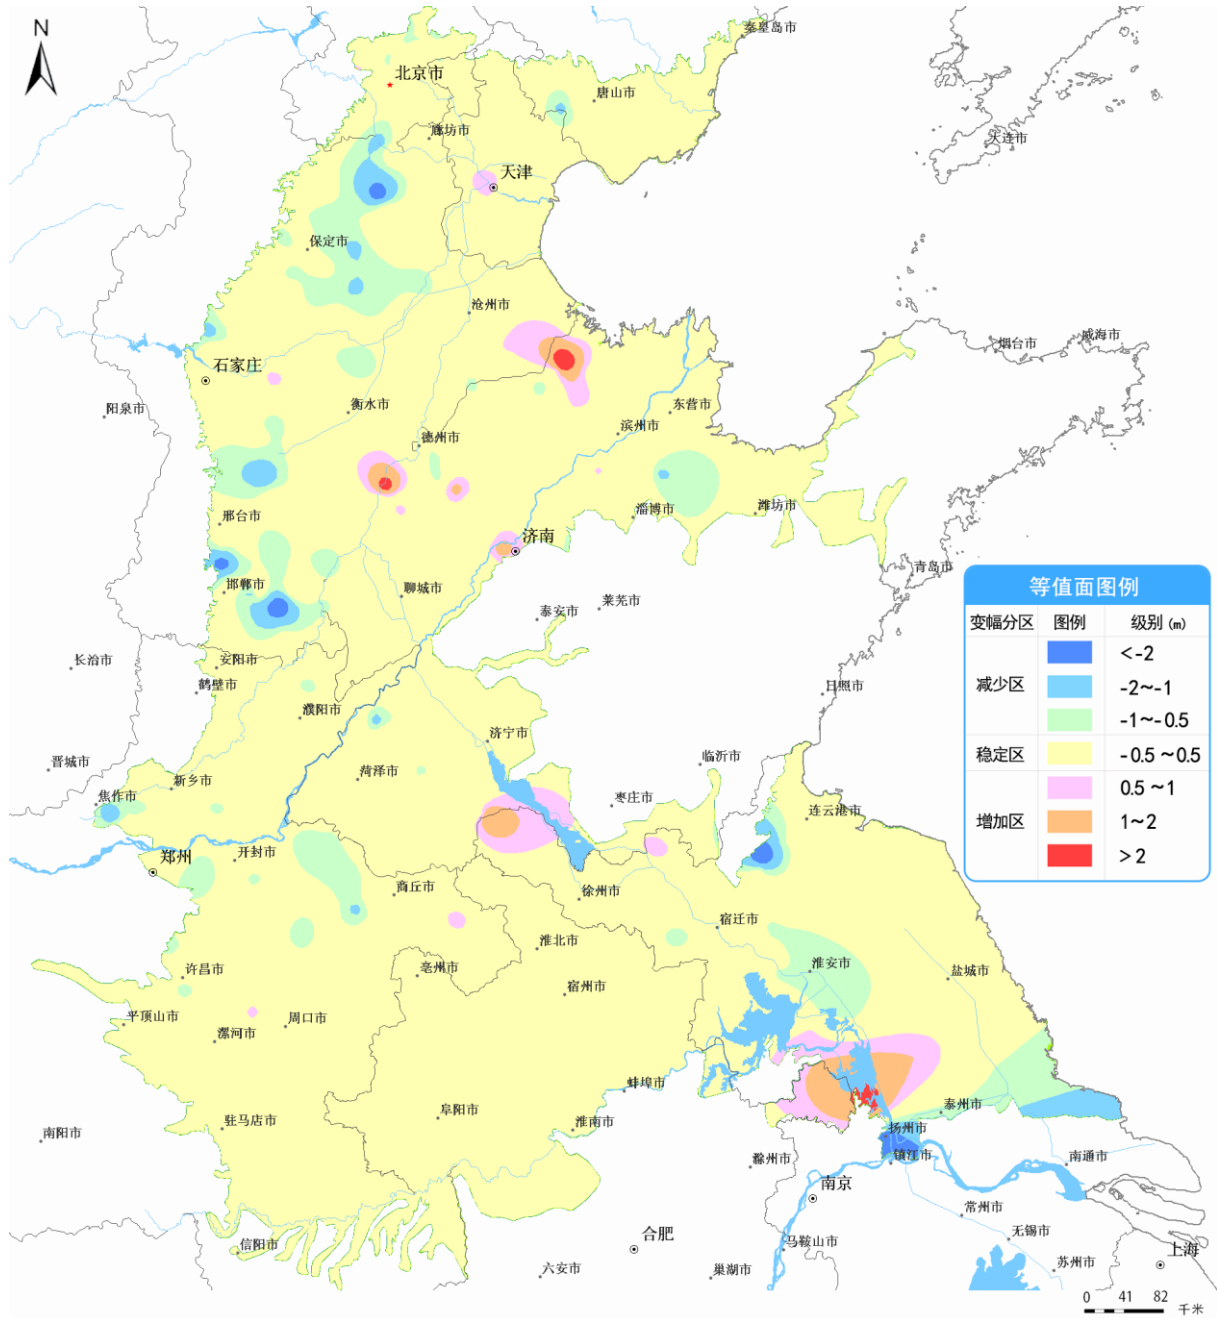 N
秦皇岛市
北京市
唐山市
廊坊市
大连市
天津
保定市
沧州市
烟台市
威海市
石家庄
阳泉市
衡水市
东营市
滨州市
德州市
淄博市
潍坊市
邢台市
济南
青岛市
邯郸市
聊城市
莱芜市
泰安市
长治市
安阳市
鹤壁市
日照市
濮阳市
济宁市
晋城市
新乡市
菏泽市
临沂市
焦作市
枣庄市
连云港市
郑州
开封市
商丘市
徐州市
宿迁市
淮北市
许昌市
亳州市
宿州市
淮安市
盐城市
平顶山市
漯河市
周口市
蚌埠市
南阳市
驻马店市
阜阳市
淮南市
泰州市
扬州市
滁州市
镇江市
南通市
南京
常州市
信阳市
合肥
马鞍山市
无锡市
上海
六安市
巢湖市
苏州市
等值面图例
变幅分区 图例 级别 (m)
减少区
<-2
-2~-1
-1~-0.5
稳定区 -0.5 ~0.5
增加区
0.5 ~1
1~2
>2
0 41 82
千米